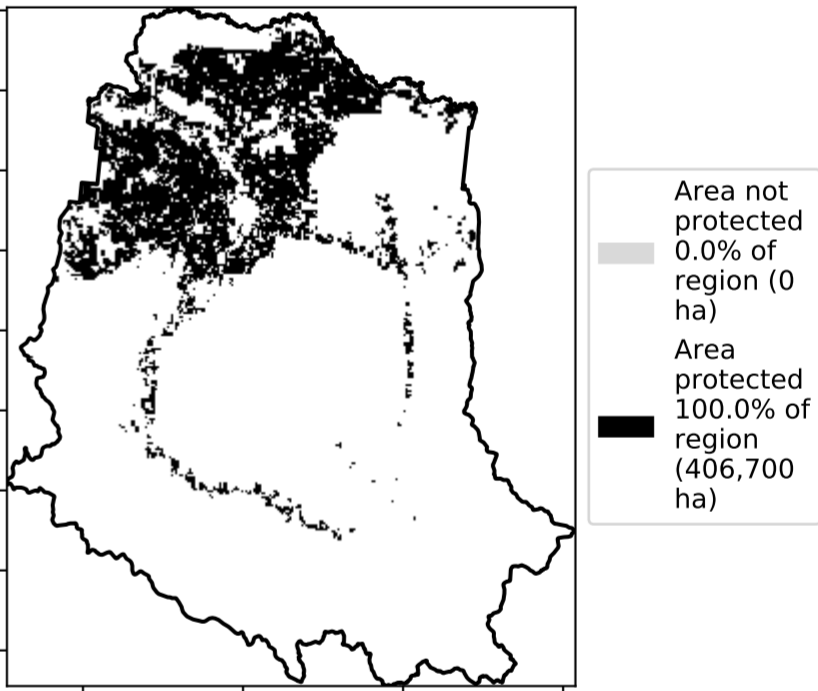 Area not
protected
0.0% of
region (0
ha)
Area
protected
100.0% of
region
(406,700
ha)